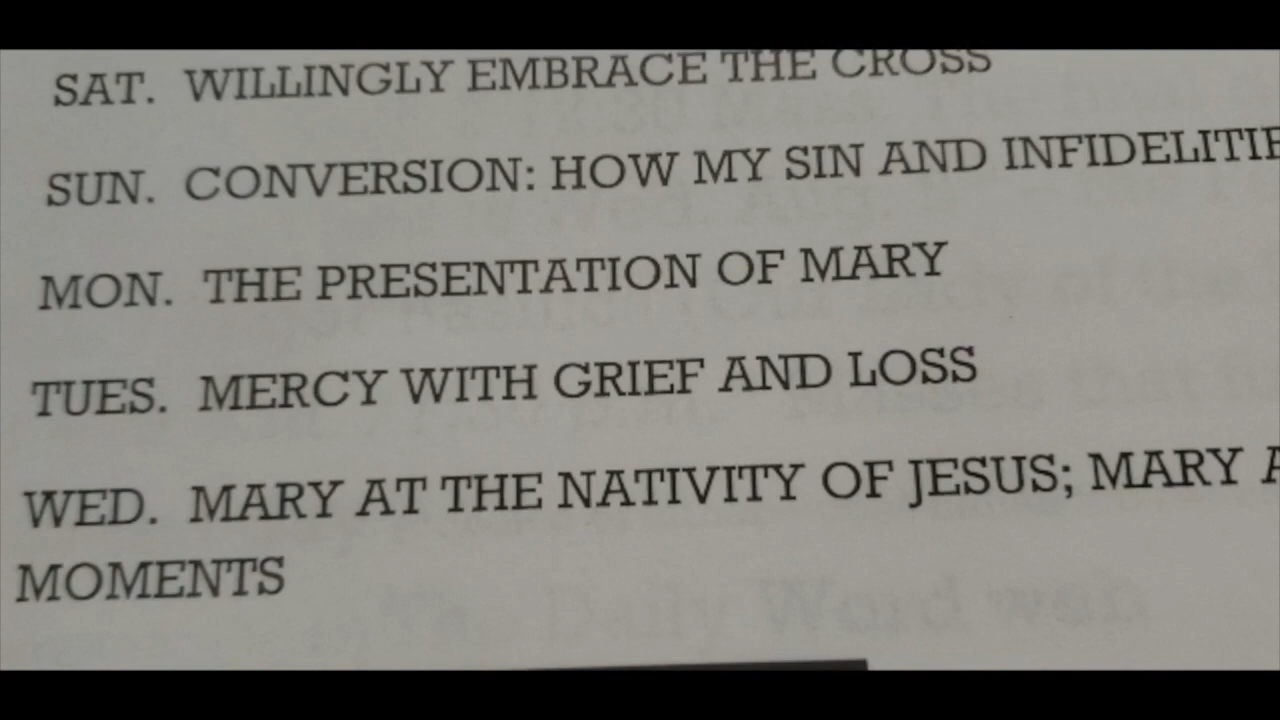 SAT. WILLINGLY EMBRACE THE CROSS
SUN. CONVERSION: HOW MY SIN AND
MON. THE PRESENTATION OF MARY
TUES. MERCY WITH GRIEF AND LOSS
WED. MARY AT THE NATIVITY OF JESUS; MARY
MOMENTS